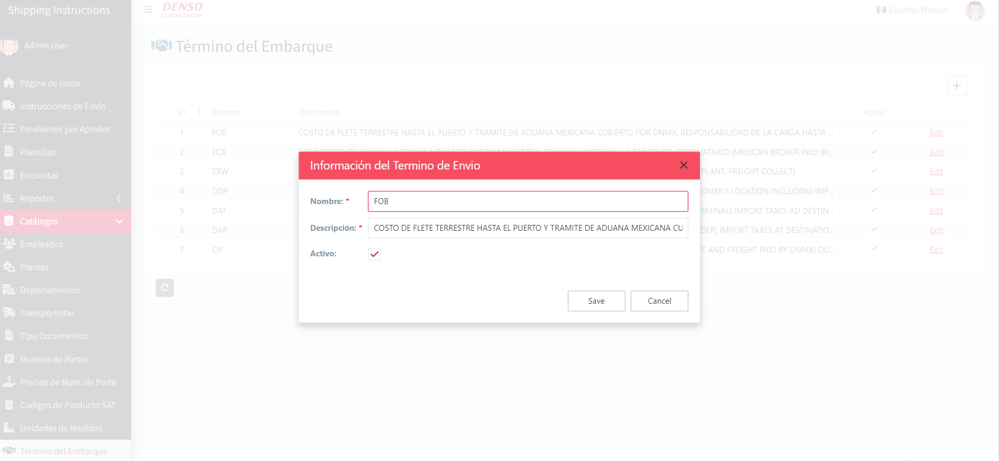 Shipping Instructions
DENSO
Crafting the Core
Español México
Admin User
Término del Embarque
Página de inicio
Instrucciones de Envío
Pendientes por Aprobar
Plantillas
Encuestas
Reportes
Catálogos
Empleados
Plantas
Departamentos
Transportistas
Tipo Documentos
Numero de Partes
Precios de Num. de Parte
Codigos de Producto SAT
Unidades de Medidas
Término del Embarque
ID ↑ Nombre Descripción Activo
1 FOB COSTO DE FLETE TERRESTRE HASTA EL PUERTO Y TRAMITE DE ADUANA MEXICANA CUBIERTO POR DNMX, RESPONSABILIDAD DE LA CARGA HASTA ... Edit
2 FCA SOLO COSTO DE ADUANA MEXICANA PAGADA POR DNMX, FLETE Y ADUANA AMERICANA A CARGO DEL DESTINATARIO (MEXICAN BROKER PAID BY... Edit
3 EXW PLANT, FREIGHT COLLECT) Edit
4 DDP OMER'S LOCATION INCLUDING IMP... Edit
5 DAT RMINAL) IMPORT TAXES AD DESTIN... Edit
6 DAP DER) IMPORT TAXES AT DESTINATIO... Edit
7 CIF E AND FREIGHT PAID BY DNMX) OU... Edit
Información del Termino de Envio
Nombre: * FOB
Descripción: * COSTO DE FLETE TERRESTRE HASTA EL PUERTO Y TRAMITE DE ADUANA MEXICANA CU
Activo:
Save Cancel